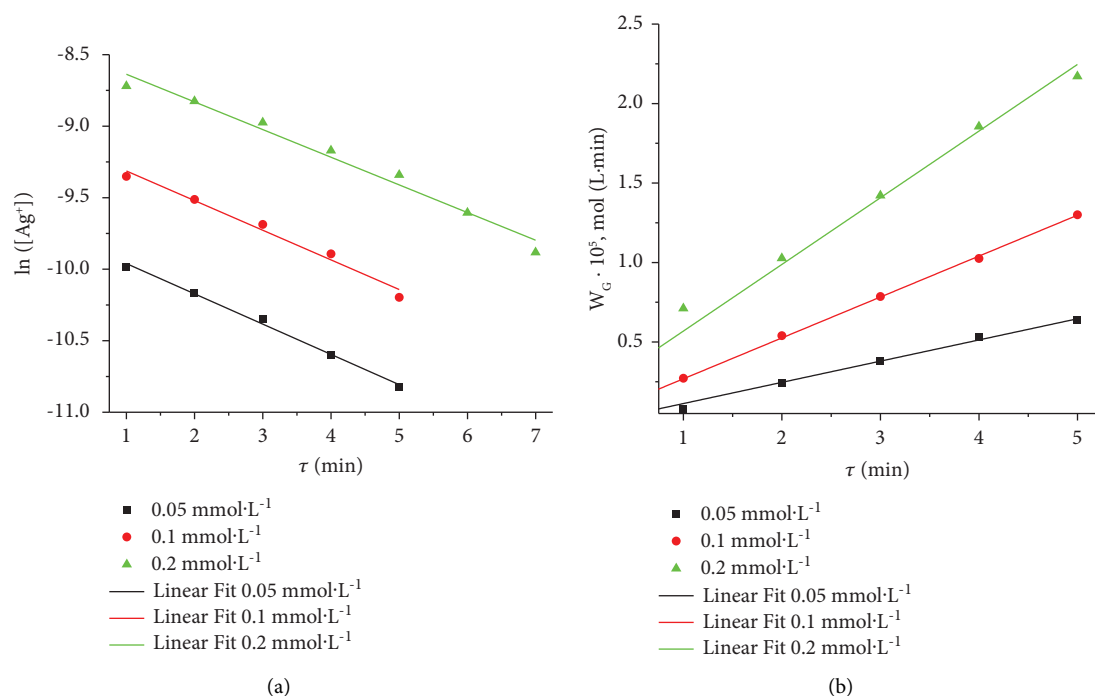 -8.5
-9.0
-9.5
-10.0
-10.5
-11.0
ln ([Ag⁺])
1 2 3 4 5 6 7
τ (min)
0.05 mmol·L⁻¹
0.1 mmol·L⁻¹
0.2 mmol·L⁻¹
Linear Fit 0.05 mmol·L⁻¹
Linear Fit 0.1 mmol·L⁻¹
Linear Fit 0.2 mmol·L⁻¹
(a)
2.5
2.0
1.5
1.0
0.5
W_G · 10⁵, mol (L·min)
1 2 3 4 5
τ (min)
0.05 mmol·L⁻¹
0.1 mmol·L⁻¹
0.2 mmol·L⁻¹
Linear Fit 0.05 mmol·L⁻¹
Linear Fit 0.1 mmol·L⁻¹
Linear Fit 0.2 mmol·L⁻¹
(b)